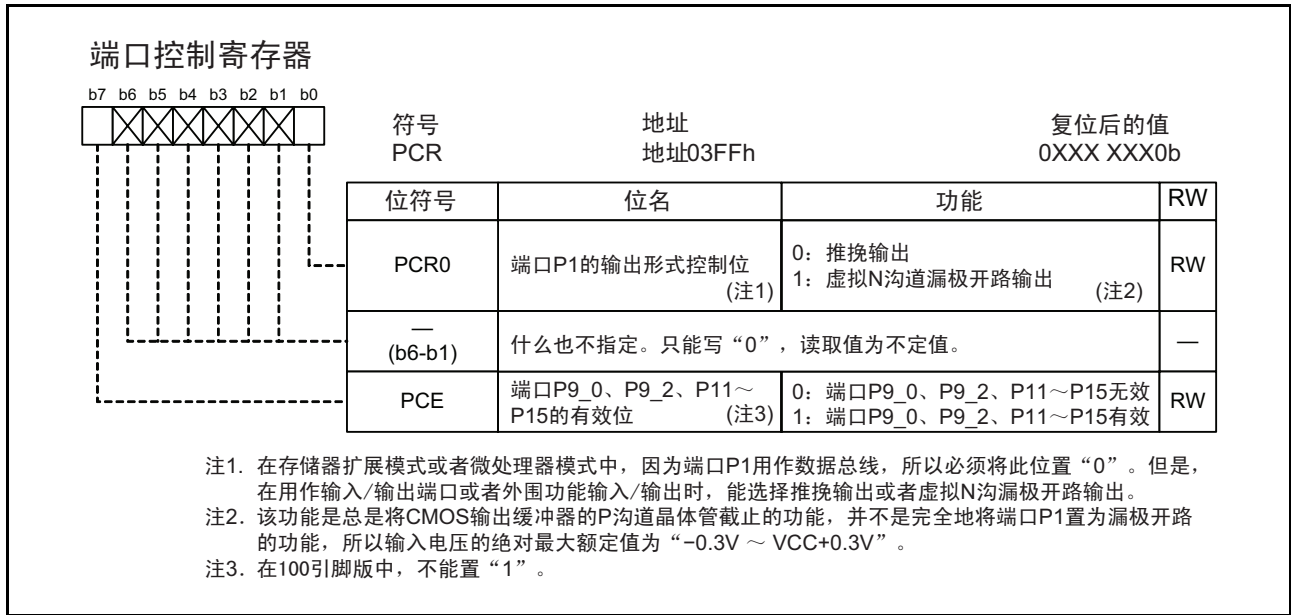 端口控制寄存器
b7 b6 b5 b4 b3 b2 b1 b0
符号 地址 复位后的值
PCR 地址03FFh 0XXX XXX0b
位符号 位名 功能 RW
PCR0 端口P1的输出形式控制位 (注1) 0：推挽输出 RW
1：虚拟N沟道漏极开路输出 (注2)
—
(b6-b1) 什么也不指定。只能写“0”，读取值为不定值。 —
PCE 端口P9_0、P9_2、P11～ 0：端口P9_0、P9_2、P11～P15无效 RW
P15的有效位 (注3) 1：端口P9_0、P9_2、P11～P15有效
注1. 在存储器扩展模式或者微处理器模式中，因为端口P1用作数据总线，所以必须将此位置“0”。但是，
在用作输入/输出端口或者外围功能输入/输出时，能选择推挽输出或者虚拟N沟漏极开路输出。
注2. 该功能是总是将CMOS输出缓冲器的P沟道晶体管截止的功能，并不是完全地将端口P1置为漏极开路
的功能，所以输入电压的绝对最大额定值为“−0.3V ～ VCC+0.3V”。
注3. 在100引脚版中，不能置“1”。